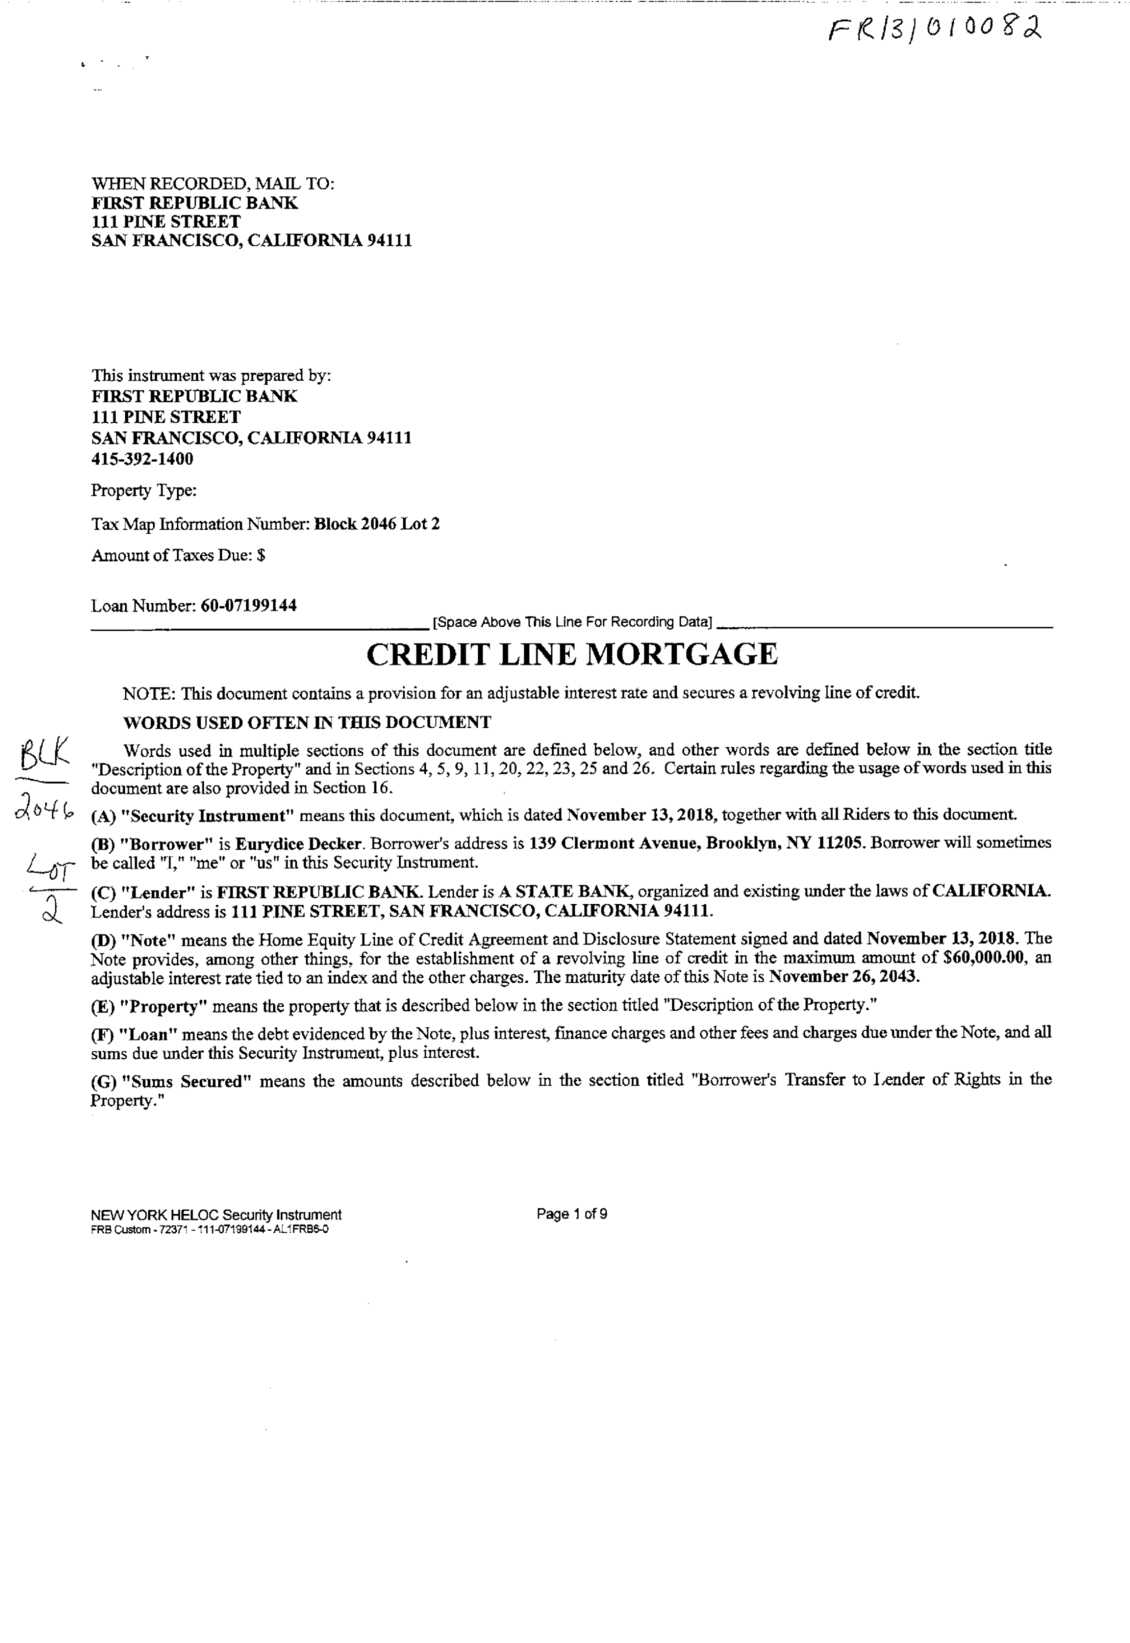 FR131010082
WHEN RECORDED, MAIL TO:
FIRST REPUBLIC BANK
111 PINE STREET
SAN FRANCISCO, CALIFORNIA 94111
This instrument was prepared by:
FIRST REPUBLIC BANK
111 PINE STREET
SAN FRANCISCO, CALIFORNIA 94111
415-392-1400
Property Type:
Tax Map Information Number: Block 2046 Lot 2
Amount of Taxes Due: $
Loan Number: 60-07199144
[Space Above This Line For Recording Data]
CREDIT LINE MORTGAGE
NOTE: This document contains a provision for an adjustable interest rate and secures a revolving line of credit.
WORDS USED OFTEN IN THIS DOCUMENT
Words used in multiple sections of this document are defined below, and other words are defined below in the section title
"Description of the Property" and in Sections 4, 5, 9, 11, 20, 22, 23, 25 and 26. Certain rules regarding the usage of words used in this
document are also provided in Section 16.
BLK
2046
LOT
2
(A) "Security Instrument" means this document, which is dated November 13, 2018, together with all Riders to this document.
(B) "Borrower" is Eurydice Decker. Borrower's address is 139 Clermont Avenue, Brooklyn, NY 11205. Borrower will sometimes
be called "I," "me" or "us" in this Security Instrument.
(C) "Lender" is FIRST REPUBLIC BANK. Lender is A STATE BANK, organized and existing under the laws of CALIFORNIA.
Lender's address is 111 PINE STREET, SAN FRANCISCO, CALIFORNIA 94111.
(D) "Note" means the Home Equity Line of Credit Agreement and Disclosure Statement signed and dated November 13, 2018. The
Note provides, among other things, for the establishment of a revolving line of credit in the maximum amount of $60,000.00, an
adjustable interest rate tied to an index and the other charges. The maturity date of this Note is November 26, 2043.
(E) "Property" means the property that is described below in the section titled "Description of the Property."
(F) "Loan" means the debt evidenced by the Note, plus interest, finance charges and other fees and charges due under the Note, and all
sums due under this Security Instrument, plus interest.
(G) "Sums Secured" means the amounts described below in the section titled "Borrower's Transfer to Lender of Rights in the
Property."
NEW YORK HELOC Security Instrument
Page 1 of 9
FRB Custom - 72371 - 111-07199144 - AL1FRB6-0